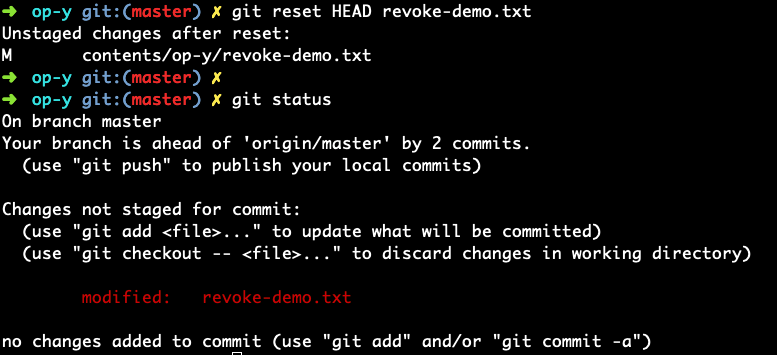 ➜ op-y git:(master) ✗ git reset HEAD revoke-demo.txt
Unstaged changes after reset:
M       contents/op-y/revoke-demo.txt
➜ op-y git:(master) ✗
➜ op-y git:(master) ✗ git status
On branch master
Your branch is ahead of 'origin/master' by 2 commits.
  (use "git push" to publish your local commits)

Changes not staged for commit:
  (use "git add <file>..." to update what will be committed)
  (use "git checkout -- <file>..." to discard changes in working directory)

        modified:   revoke-demo.txt

no changes added to commit (use "git add" and/or "git commit -a")